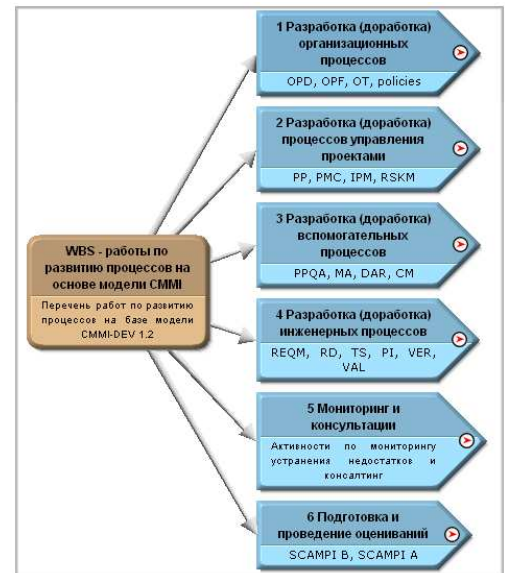 WBS - работы по
развитию процессов на
основе модели CMMI
Перечень работ по развитию
процессов на базе модели
CMMI-DEV 1.2
1 Разработка (доработка)
организационных
процессов
OPD, OPF, OT, policies
2 Разработка (доработка)
процессов управления
проектами
PP, PMC, IPM, RSKM
3 Разработка (доработка)
вспомогательных
процессов
PPQA, MA, DAR, CM
4 Разработка (доработка)
инженерных процессов
REQM, RD, TS, PI, VER,
VAL
5 Мониторинг и
консультации
Активности по мониторингу
устранения недостатков и
консалтинг
6 Подготовка и
проведение оцениваний
SCAMPI B, SCAMPI A